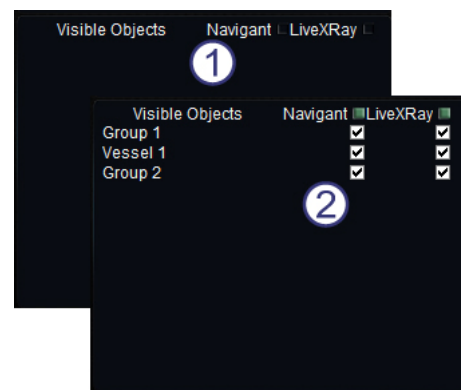 Visible Objects Navigant LiveXRay
1
Visible Objects Navigant LiveXRay
Group 1
Vessel 1
Group 2
2